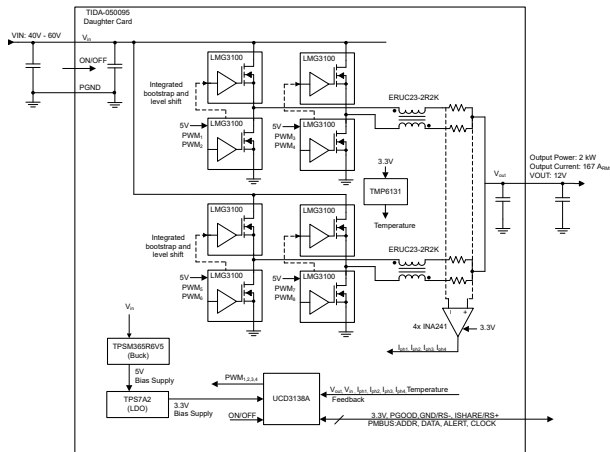 TIDA-050095
Daughter Card
VIN: 40V - 60V
Vin
ON/OFF
PGND
LMG3100
LMG3100
Integrated
bootstrap and
level shift
LMG3100
LMG3100
5V
PWM1
PWM2
5V
PWM3
PWM4
ERUC23-2R2K
3.3V
TMP6131
Temperature
Vout
Output Power: 2 kW
Output Current: 167 ARM
VOUT: 12V
LMG3100
LMG3100
Integrated
bootstrap and
level shift
LMG3100
LMG3100
5V
PWM5
PWM6
5V
PWM7
PWM8
ERUC23-2R2K
- +
4x INA241
3.3V
Iph1, Iph2, Iph3, Iph4
Vin
TPSM365R6V5
(Buck)
5V
Bias Supply
TPS7A2
(LDO)
3.3V
Bias Supply
PWM1,2,3,4
UCD3138A
ON/OFF
Vout, Vin, Iph1, Iph2, Iph3, Iph4,Temperature
Feedback
3.3V, PGOOD,GND/RS-, ISHARE/RS+
PMBUS:ADDR, DATA, ALERT, CLOCK